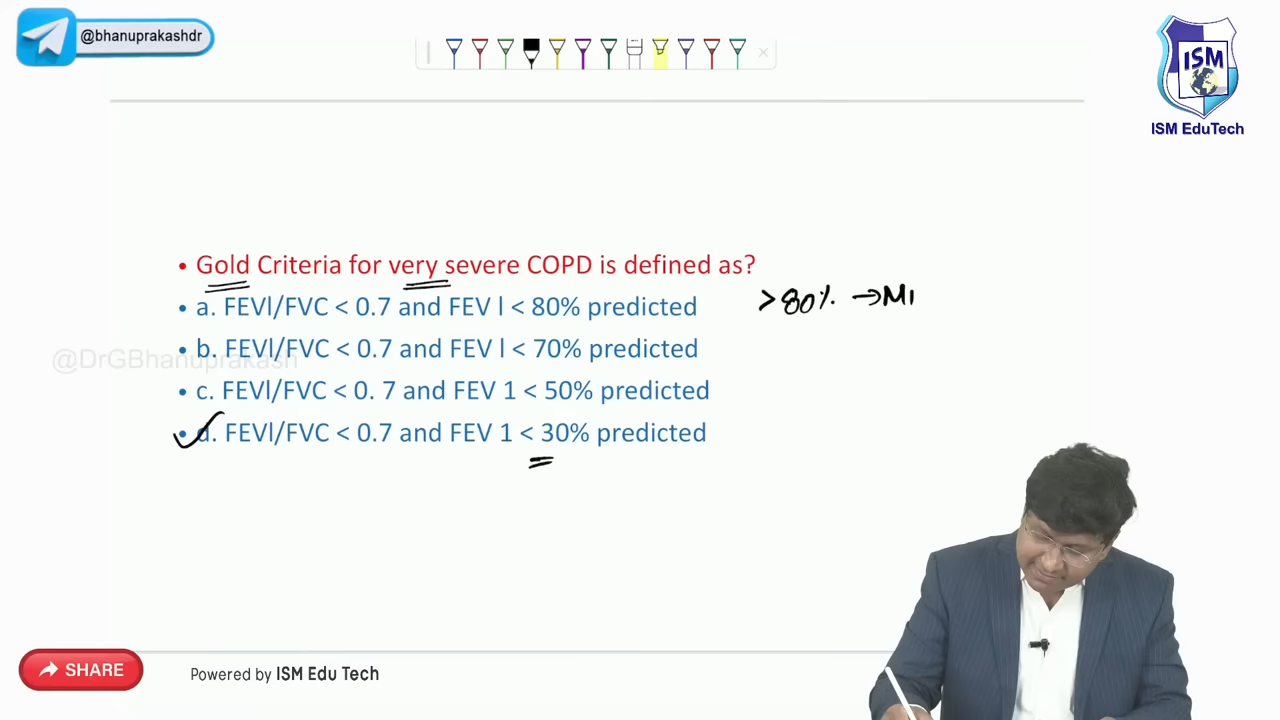 @bhanuprakashdr
ISM
ISM EduTech
• Gold Criteria for very severe COPD is defined as?
• a. FEVl/FVC < 0.7 and FEV l < 80% predicted
>80% → MI
@DrGBhanuprakash
• b. FEVl/FVC < 0.7 and FEV l < 70% predicted
• c. FEVl/FVC < 0. 7 and FEV 1 < 50% predicted
• d. FEVl/FVC < 0.7 and FEV 1 < 30% predicted
SHARE
Powered by ISM Edu Tech